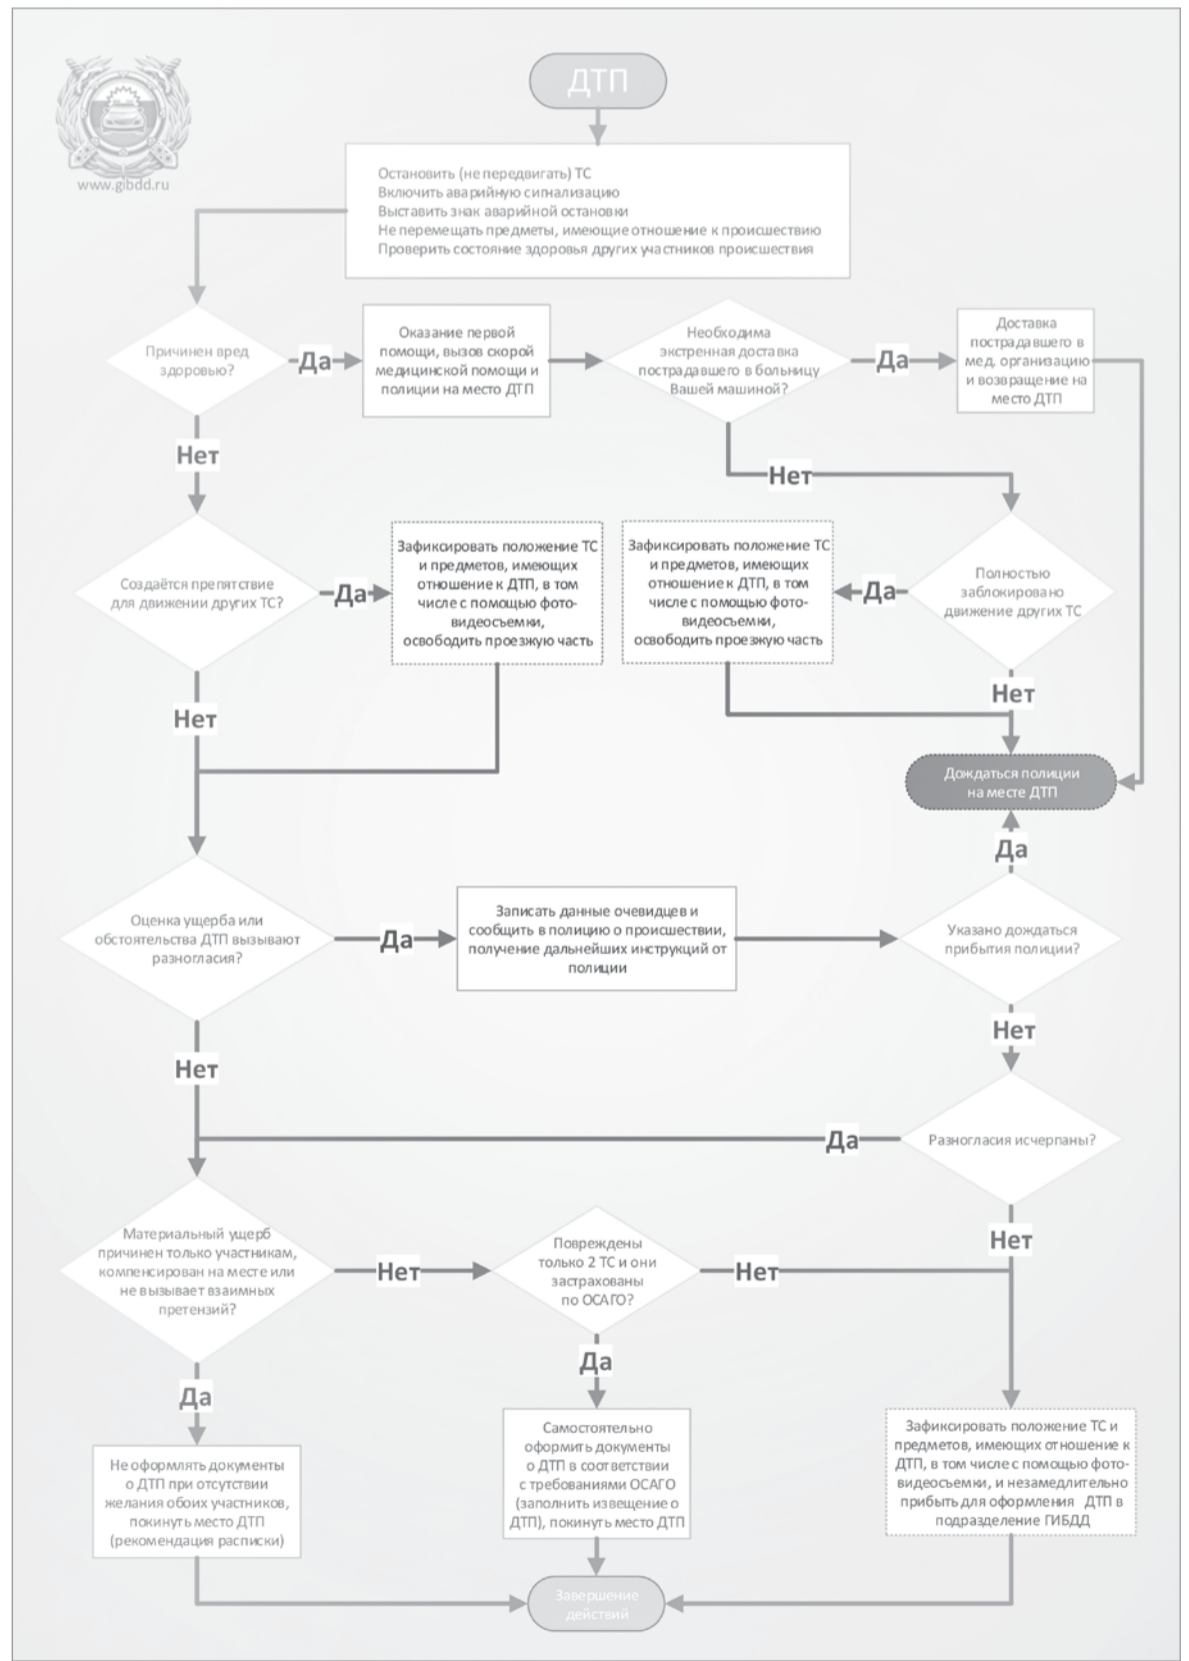 ДТП
www.gibdd.ru
Остановить (не передвигать) ТС
Включить аварийную сигнализацию
Выставить знак аварийной остановки
Не перемещать предметы, имеющие отношение к происшествию
Проверить состояние здоровья других участников происшествия
Причинен вред
здоровью?
Да
Оказание первой
помощи, вызов скорой
медицинской помощи и
полиции на место ДТП
Необходима
экстренная доставка
пострадавшего в больницу
Вашей машиной?
Да
Доставка
пострадавшего в
мед. организацию
и возвращение на
место ДТП
Нет
Нет
Создаётся препятствие
для движении других ТС?
Да
Зафиксировать положение ТС
и предметов, имеющих
отношение к ДТП, в том
числе с помощью фото-
видеосъемки,
освободить проезжую часть
Зафиксировать положение ТС
и предметов, имеющих
отношение к ДТП, в том
числе с помощью фото-
видеосъемки,
освободить проезжую часть
Да
Полностью
заблокировано
движение других ТС
Нет
Нет
Дождаться полиции
на месте ДТП
Да
Оценка ущерба или
обстоятельства ДТП вызывают
разногласия?
Да
Записать данные очевидцев и
сообщить в полицию о происшествии,
получение дальнейших инструкций от
полиции
Указано дождаться
прибытия полиции?
Нет
Нет
Да
Разногласия исчерпаны?
Нет
Материальный ущерб
причинен только участникам,
компенсирован на месте или
не вызывает взаимных
претензий?
Нет
Повреждены
только 2 ТС и они
застрахованы
по ОСАГО?
Нет
Да
Да
Не оформлять документы
о ДТП при отсутствии
желания обоих участников,
покинуть место ДТП
(рекомендация расписки)
Самостоятельно
оформить документы
о ДТП в соответствии
с требованиями ОСАГО
(заполнить извещение о
ДТП), покинуть место ДТП
Зафиксировать положение ТС и
предметов, имеющих отношение к
ДТП, в том числе с помощью фото-
видеосъемки, и незамедлительно
прибыть для оформления ДТП в
подразделение ГИБДД
Завершение
действий